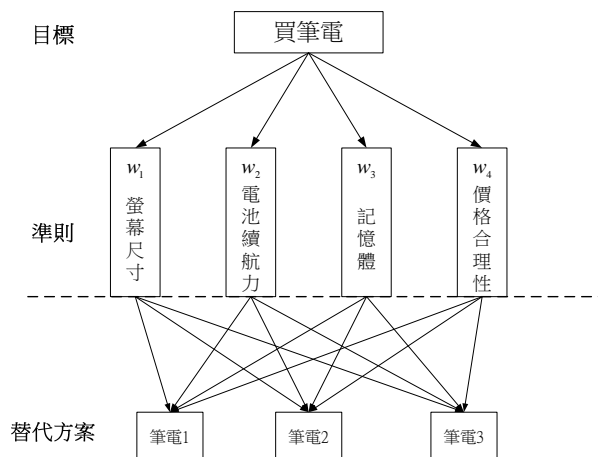 目標
買筆電
準則
w₁
螢幕尺寸
w₂
電池續航力
w₃
記憶體
w₄
價格合理性
替代方案
筆電1
筆電2
筆電3